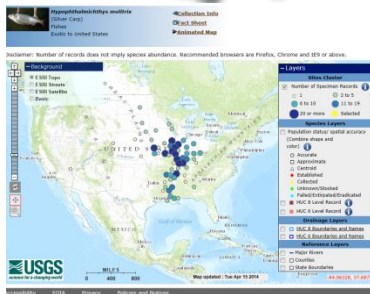 Hypophthalmichthys molitrix
(Silver Carp)
Fishes
Exotic to United States
Collection Info
Fact Sheet
Animated Map
Disclaimer: Number of records does not imply species abundance. Recommended browsers are Firefox, Chrome and IE9 or above.
Background
ESRI Topo
ESRI Streets
ESRI Satellite
Layers
Sites Cluster
Number of Specimen Records
1
2 to 5
6 to 10
11 to 19
20 or more
Selected
Species Layers
Population status/ spatial accuracy
(Combine shape and
color)
Accurate
Approximate
Centroid
Established
Collected
Unknown/Stocked
Failed/Extirpated/Eradicated
HUC 8 Level Record
HUC 6 Level Record
Drainage Layers
HUC 8 Boundaries and Names
HUC 6 Boundaries and Names
Reference Layers
Major Rivers
Counties
State Boundaries
UNITED
Gulf of Mexico
USGS
science for a changing world
MILES
0 400 800
Map updated : Tue Apr 15 2014
Accessibility FOIA Privacy Policies and Notices